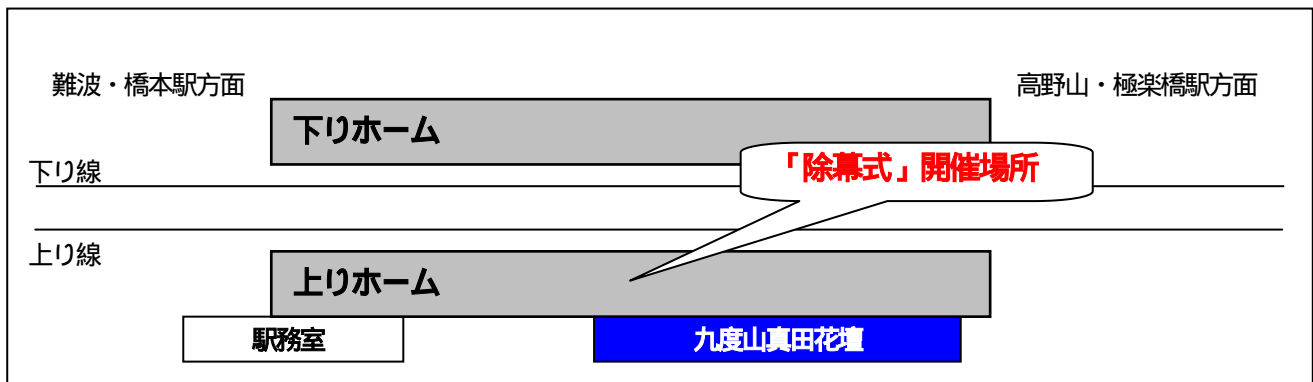 難波・橋本駅方面
高野山・極楽橋駅方面
下りホーム
下り線
「除幕式」開催場所
上り線
上りホーム
駅務室
九度山真田花壇